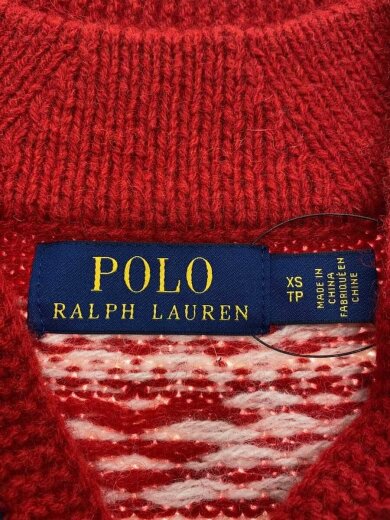 POLO
RALPH LAUREN
XS
TP
MADE IN
CHINA
FABRIQUÉ EN
CHINE